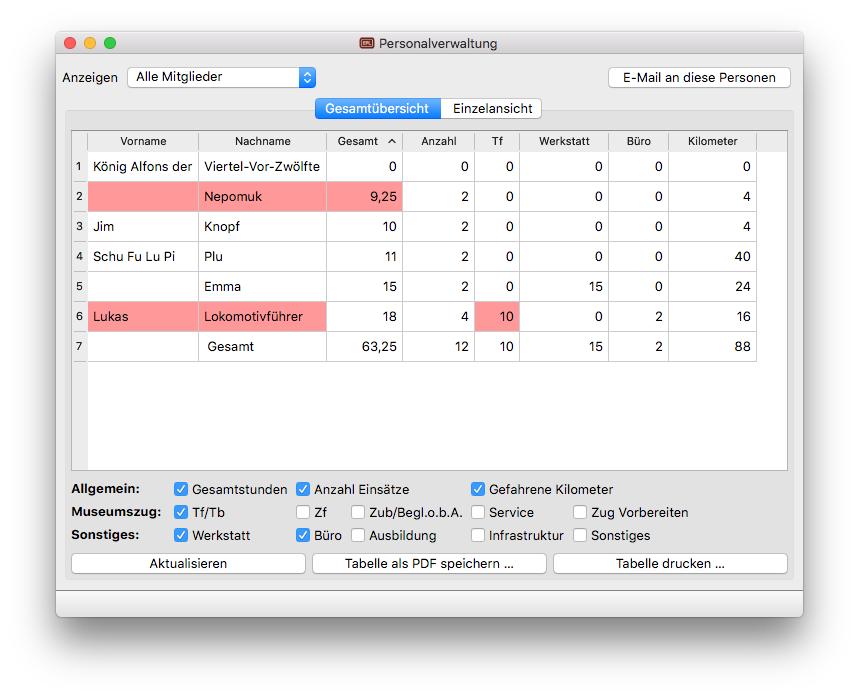 Personalverwaltung
Anzeigen Alle Mitglieder E-Mail an diese Personen
Gesamtübersicht Einzelansicht
Vorname Nachname Gesamt Anzahl Tf Werkstatt Büro Kilometer
1 König Alfons der Viertel-Vor-Zwölfte 0 0 0 0 0 0
2 Nepomuk 9,25 2 0 0 0 4
3 Jim Knopf 10 2 0 0 0 4
4 Schu Fu Lu Pi Plu 11 2 0 0 0 40
5 Emma 15 2 0 15 0 24
6 Lukas Lokomotivführer 18 4 10 0 2 16
7 Gesamt 63,25 12 10 15 2 88
Allgemein: Gesamtstunden Anzahl Einsätze Gefahrene Kilometer
Museumszug: Tf/Tb Zf Zub/Begl.o.b.A. Service Zug Vorbereiten
Sonstiges: Werkstatt Büro Ausbildung Infrastruktur Sonstiges
Aktualisieren Tabelle als PDF speichern ... Tabelle drucken ...